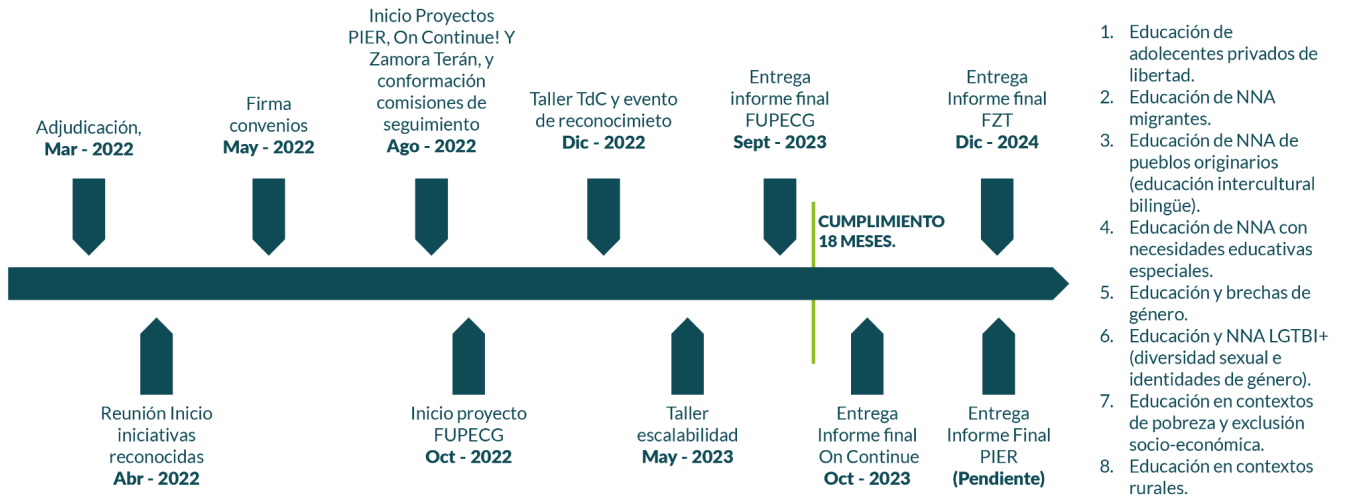 Inicio Proyectos
PIER, On Continue! Y
Zamora Terán, y
conformación
comisiones de
seguimiento
Ago - 2022
Adjudicación,
Mar - 2022
Firma
convenios
May - 2022
Taller TdC y evento
de reconocimieto
Dic - 2022
Entrega
informe final
FUPECG
Sept - 2023
Entrega
Informe final
FZT
Dic - 2024
CUMPLIMIENTO
18 MESES.
Reunión Inicio
iniciativas
reconocidas
Abr - 2022
Inicio proyecto
FUPECG
Oct - 2022
Taller
escalabilidad
May - 2023
Entrega
Informe final
On Continue
Oct - 2023
Entrega
Informe Final
PIER
(Pendiente)
1. Educación de
adolecentes privados de
libertad.
2. Educación de NNA
migrantes.
3. Educación de NNA de
pueblos originarios
(educación intercultural
bilingüe).
4. Educación de NNA con
necesidades educativas
especiales.
5. Educación y brechas de
género.
6. Educación y NNA LGTBI+
(diversidad sexual e
identidades de género).
7. Educación en contextos
de pobreza y exclusión
socio-económica.
8. Educación en contextos
rurales.